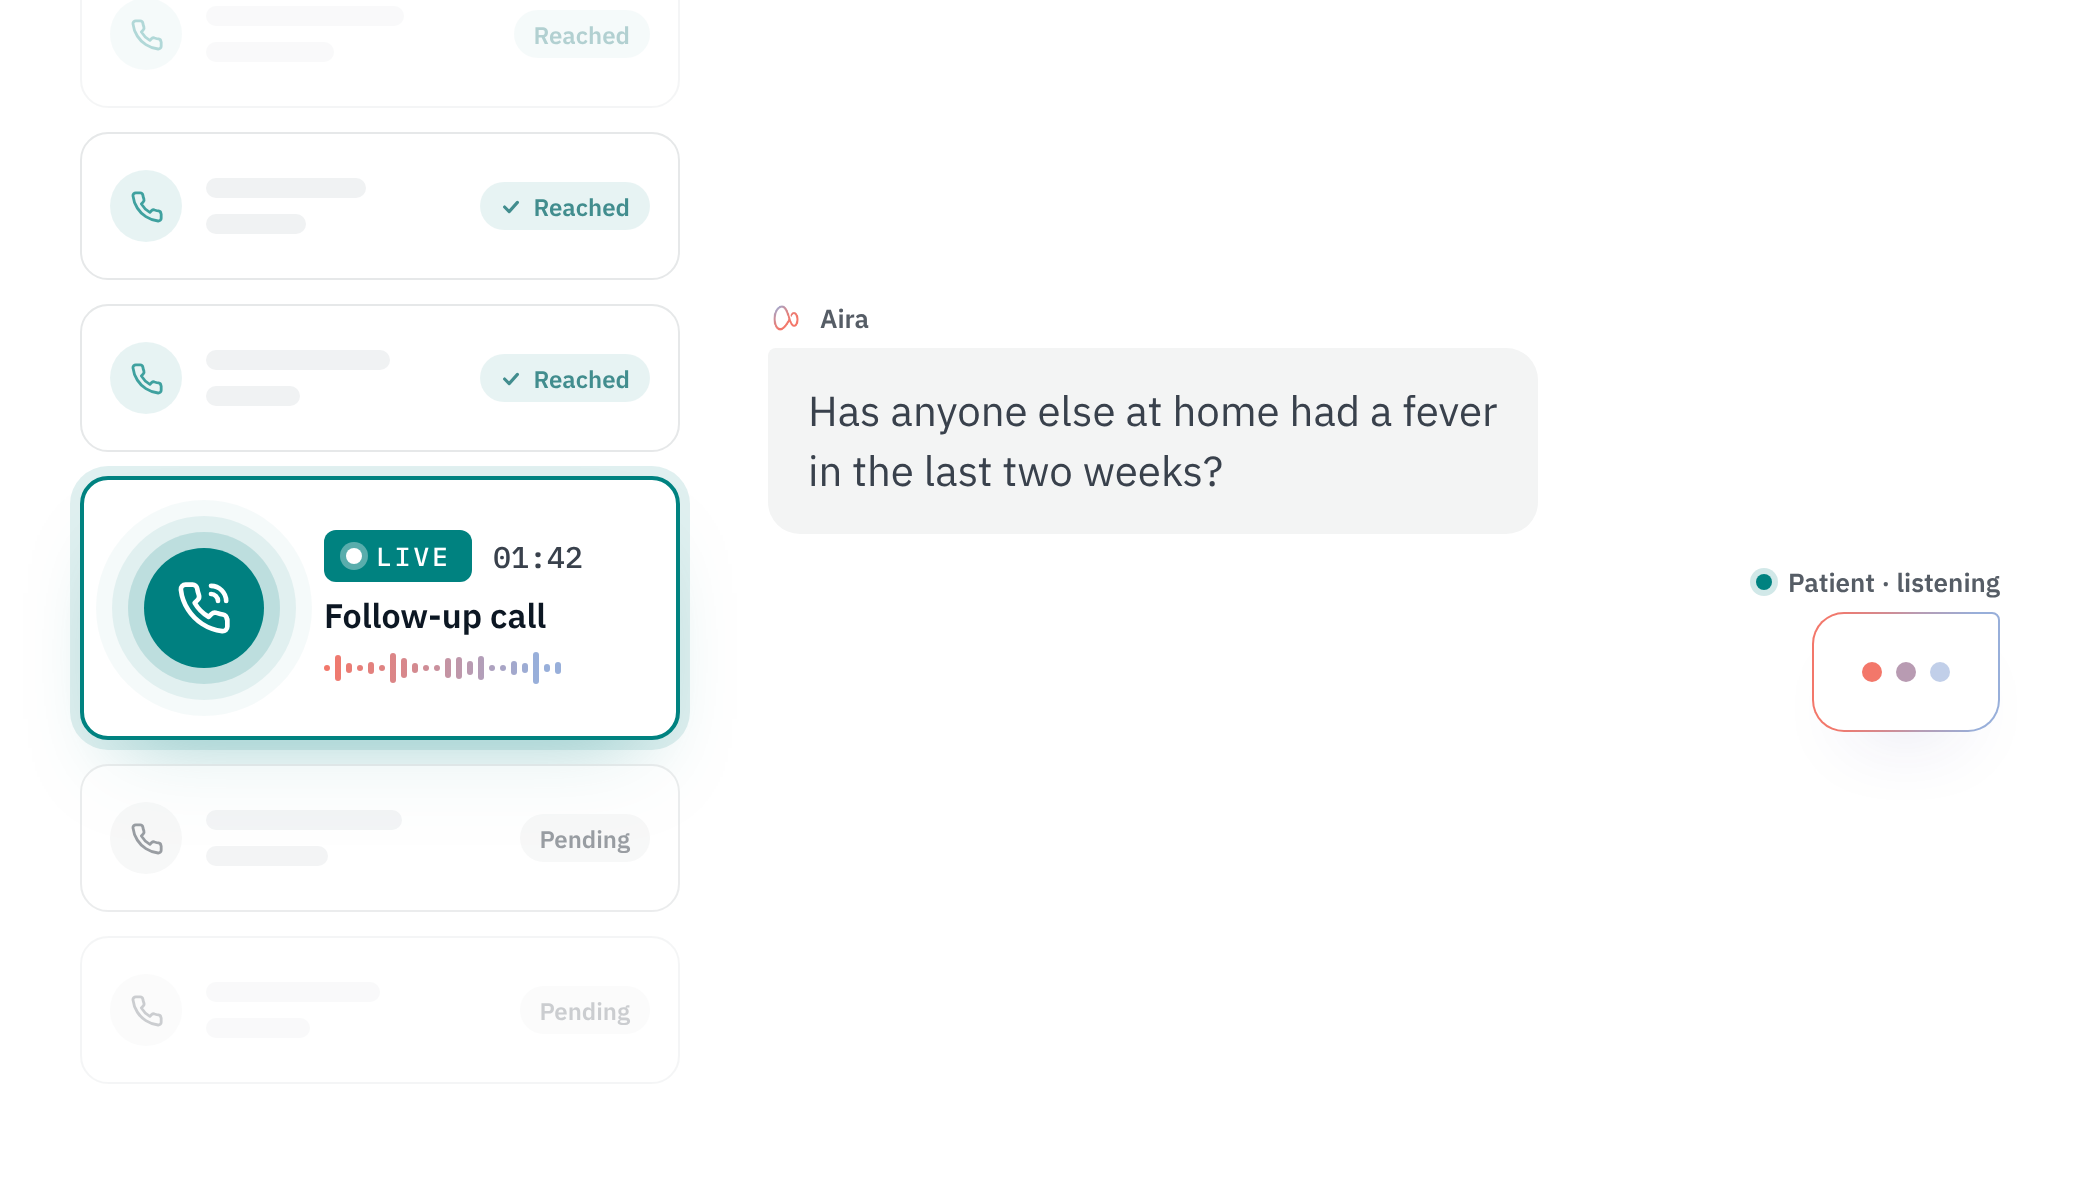 Reached
Reached
Reached
LIVE 01:42
Follow-up call
Pending
Pending
Aira
Has anyone else at home had a fever
in the last two weeks?
Patient · listening